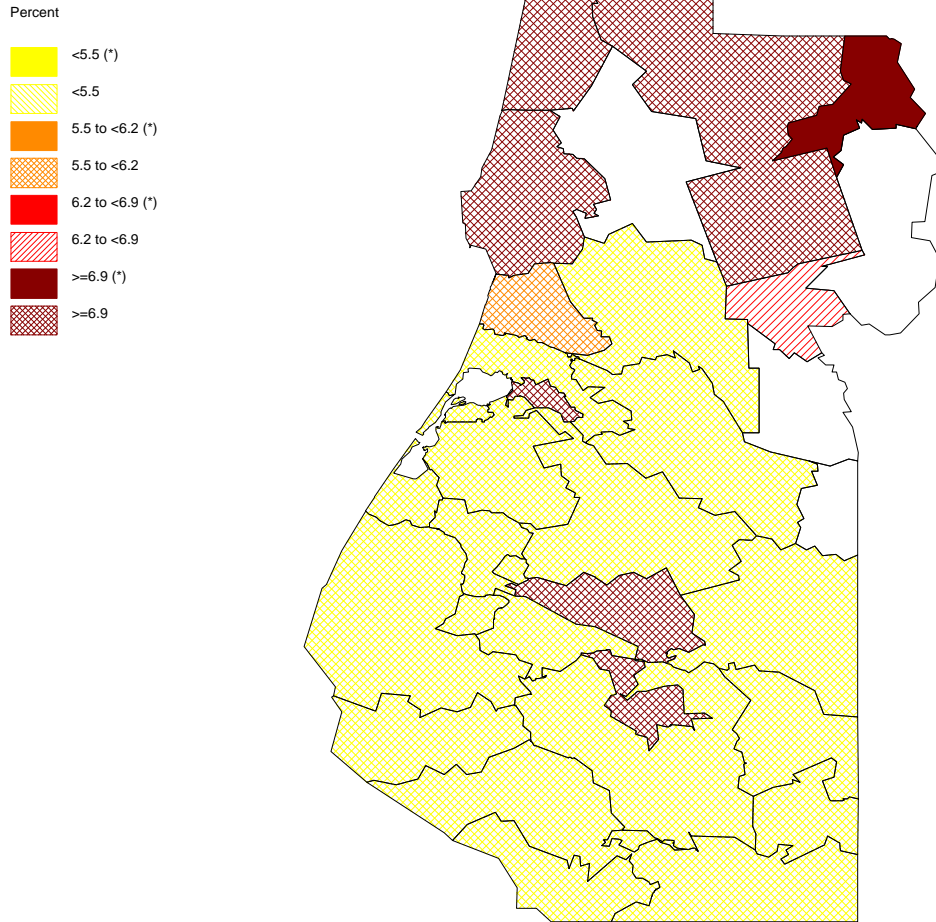 Percent
<5.5 (*)
<5.5
5.5 to <6.2 (*)
5.5 to <6.2
6.2 to <6.9 (*)
6.2 to <6.9
>=6.9 (*)
>=6.9